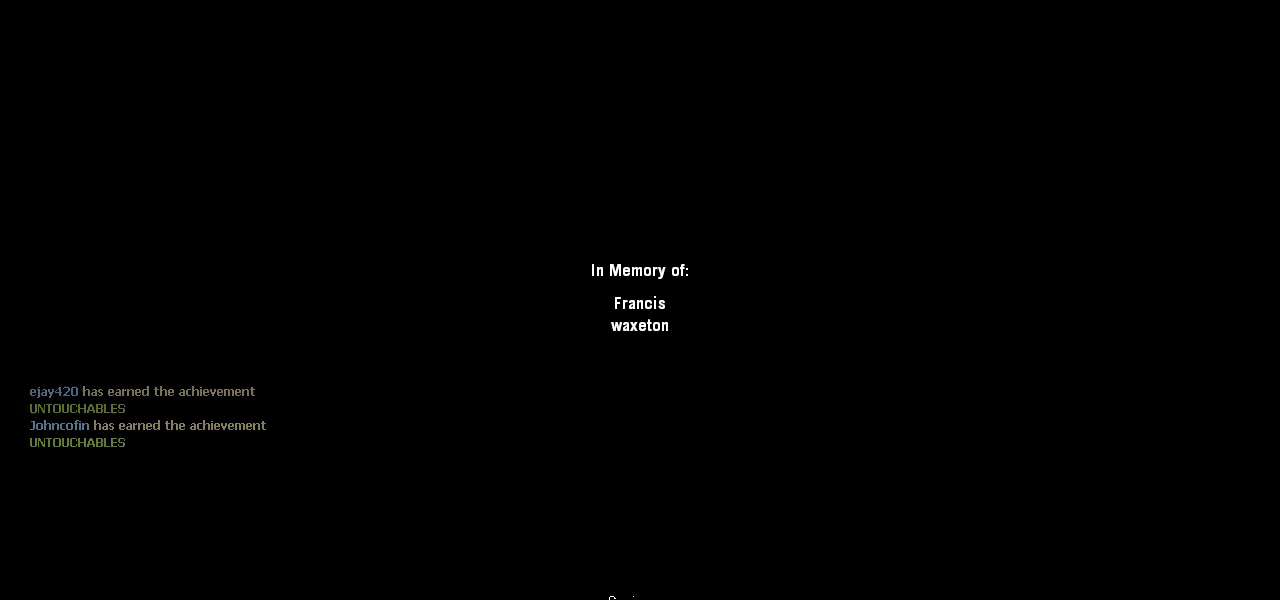 In Memory of:
Francis
waxeton
ejay420 has earned the achievement
UNTOUCHABLES
Johncofin has earned the achievement
UNTOUCHABLES